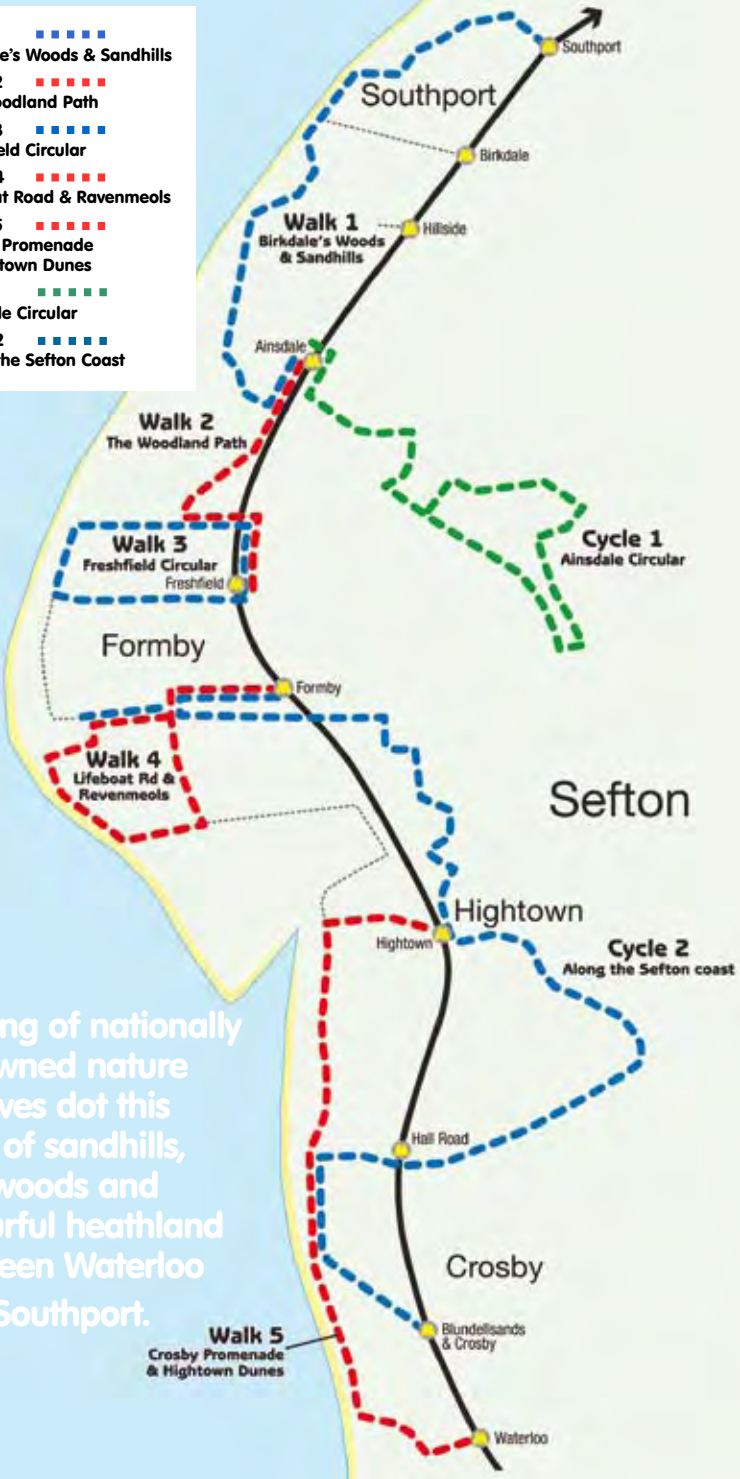 e's Woods & Sandhills
2
oodland Path
3
eld Circular
4
at Road & Ravenmeols
5
Promenade
town Dunes
le Circular
2
the Sefton Coast
Southport
Southport
Birkdale
Walk 1
Birkdale's Woods
& Sandhills
Hillside
Ainsdale
Walk 2
The Woodland Path
Walk 3
Freshfield Circular
Freshfield
Cycle 1
Ainsdale Circular
Formby
Formby
Walk 4
Lifeboat Rd &
Revenmeols
Sefton
Hightown
Hightown
Cycle 2
Along the Sefton coast
ng of nationally
wned nature
ves dot this
of sandhills,
woods and
urful heathland
een Waterloo
Southport.
Hall Road
Crosby
Blundellsands
& Crosby
Walk 5
Crosby Promenade
& Hightown Dunes
Waterloo